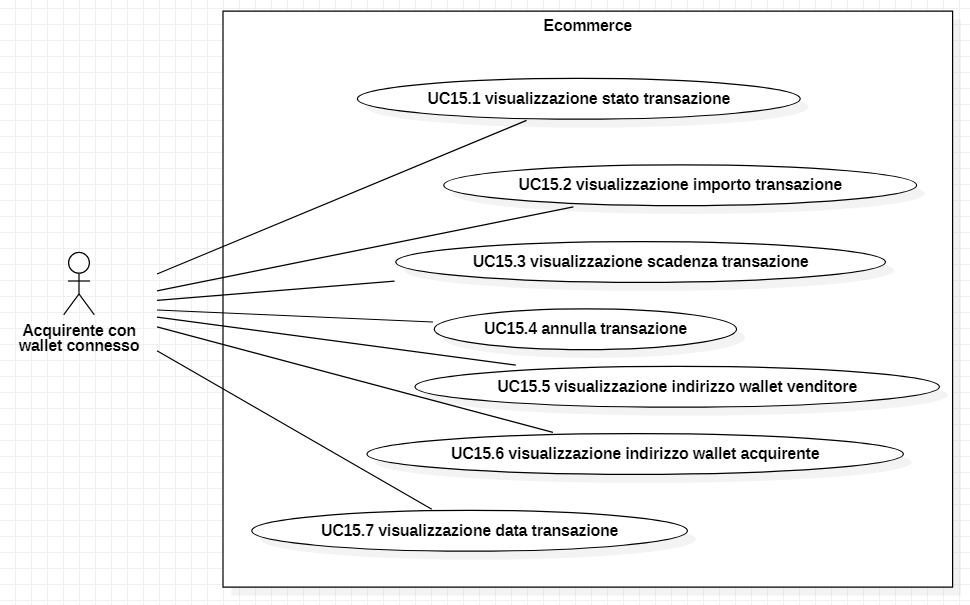 Ecommerce
UC15.1 visualizzazione stato transazione
UC15.2 visualizzazione importo transazione
UC15.3 visualizzazione scadenza transazione
Acquirente con
wallet connesso
UC15.4 annulla transazione
UC15.5 visualizzazione indirizzo wallet venditore
UC15.6 visualizzazione indirizzo wallet acquirente
UC15.7 visualizzazione data transazione